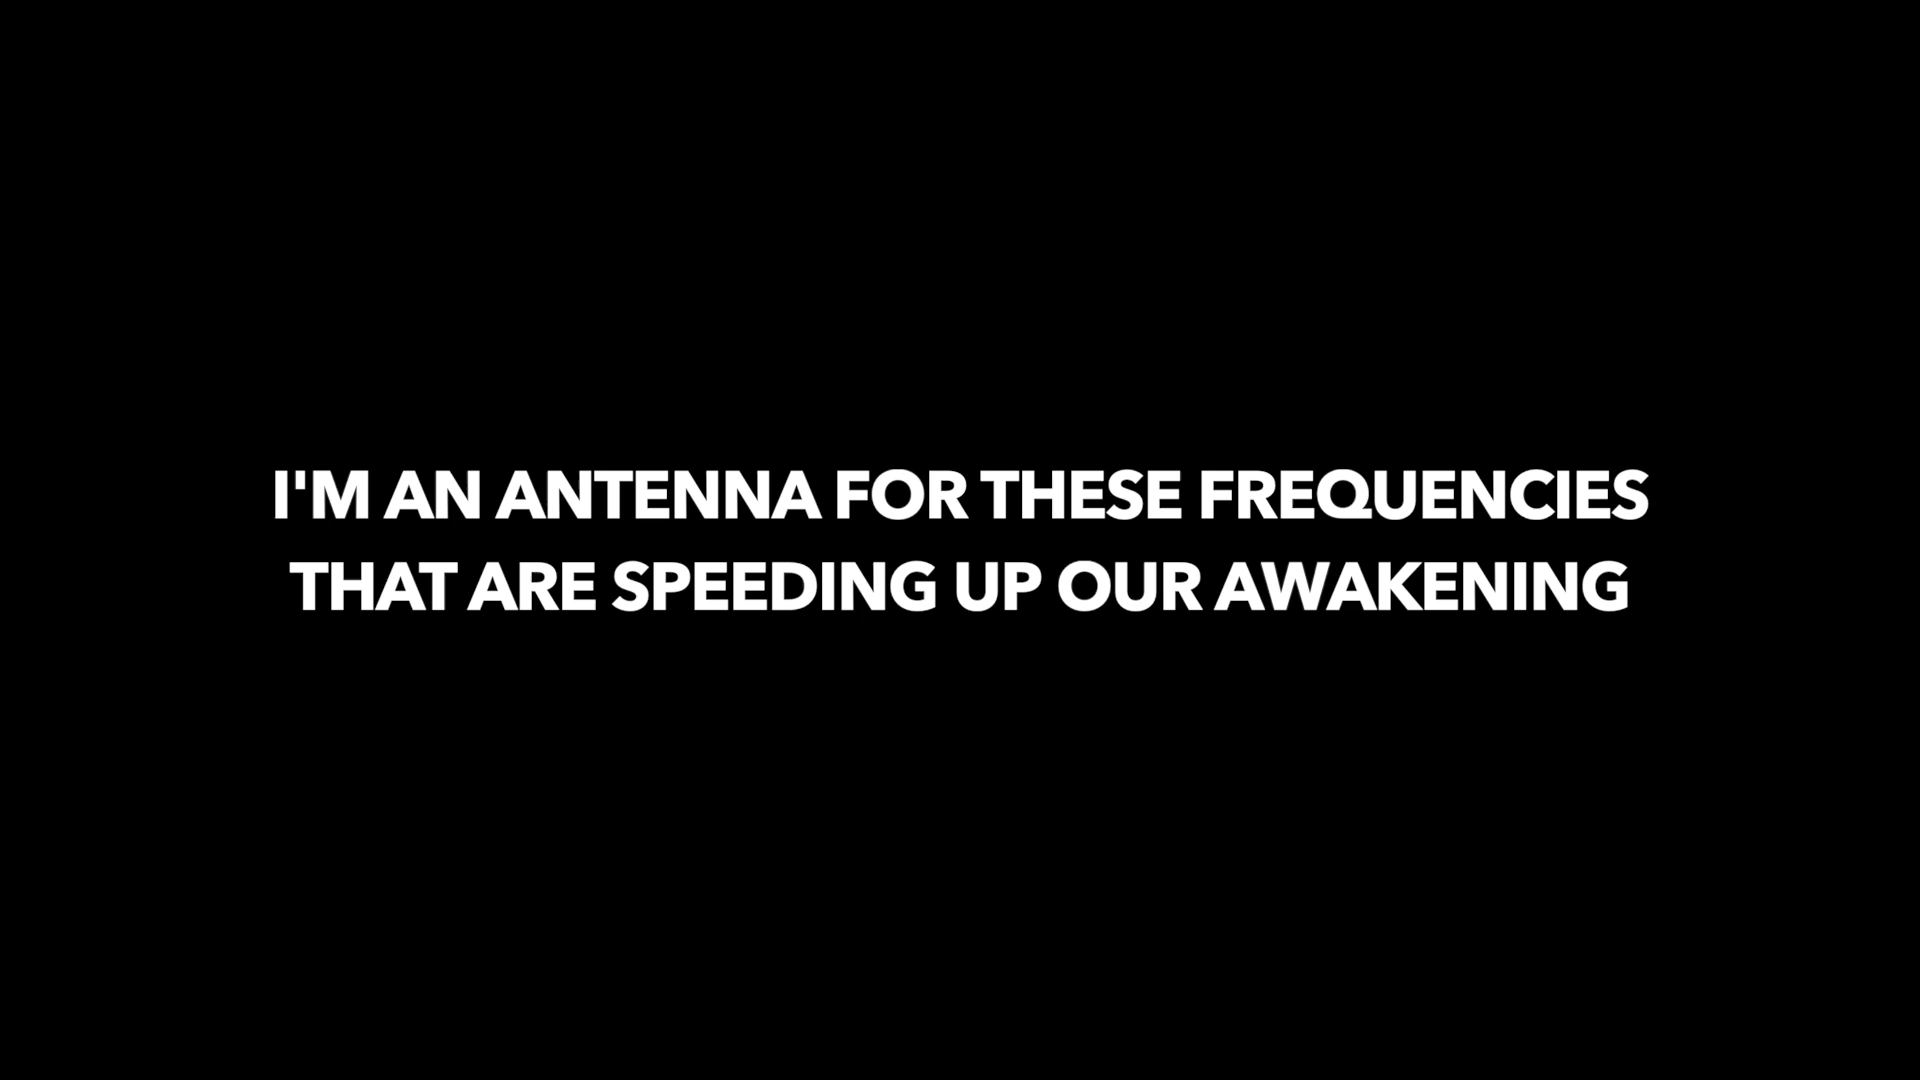 I'M AN ANTENNA FOR THESE FREQUENCIES
THAT ARE SPEEDING UP OUR AWAKENING